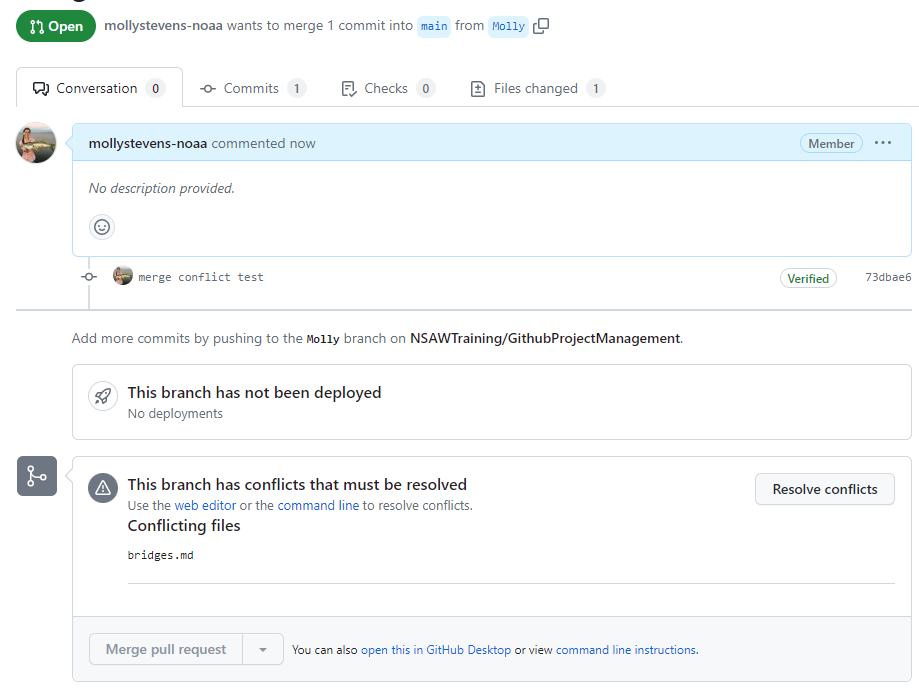 Open mollystevens-noaa wants to merge 1 commit into main from Molly
Conversation 0 Commits 1 Checks 0 Files changed 1
mollystevens-noaa commented now Member ...
No description provided.
merge conflict test Verified 73dbae6
Add more commits by pushing to the Molly branch on NSAWTraining/GithubProjectManagement.
This branch has not been deployed
No deployments
This branch has conflicts that must be resolved
Use the web editor or the command line to resolve conflicts.
Resolve conflicts
Conflicting files
bridges.md
Merge pull request You can also open this in GitHub Desktop or view command line instructions.